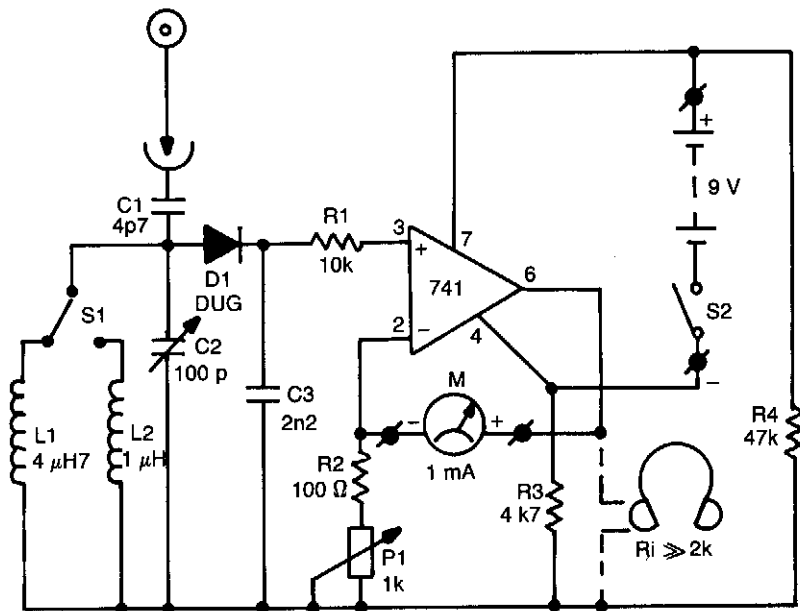 C1
4p7
S1
L1
4 μH7
L2
1 μH
C2
100 p
D1
DUG
C3
2n2
R1
10k
3
+
2
−
741
7
6
4
M
−
+
1 mA
R2
100 Ω
P1
1k
R3
4 k7
+
9 V
S2
−
R4
47k
Ri ≫ 2k